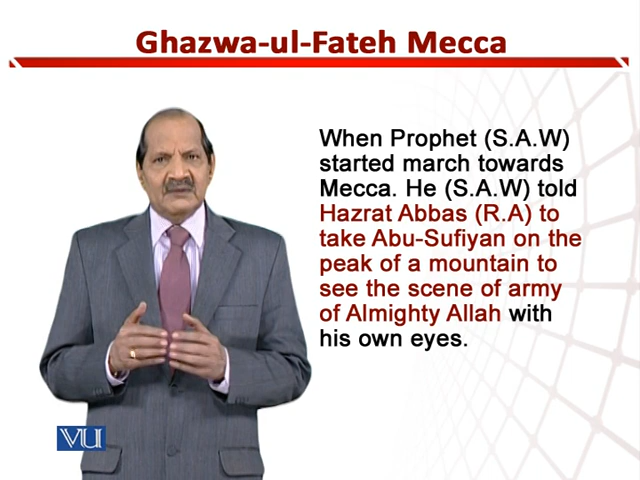 Ghazwa-ul-Fateh Mecca
When Prophet (S.A.W)
started march towards
Mecca. He (S.A.W) told
Hazrat Abbas (R.A) to
take Abu-Sufiyan on the
peak of a mountain to
see the scene of army
of Almighty Allah with
his own eyes.
VU